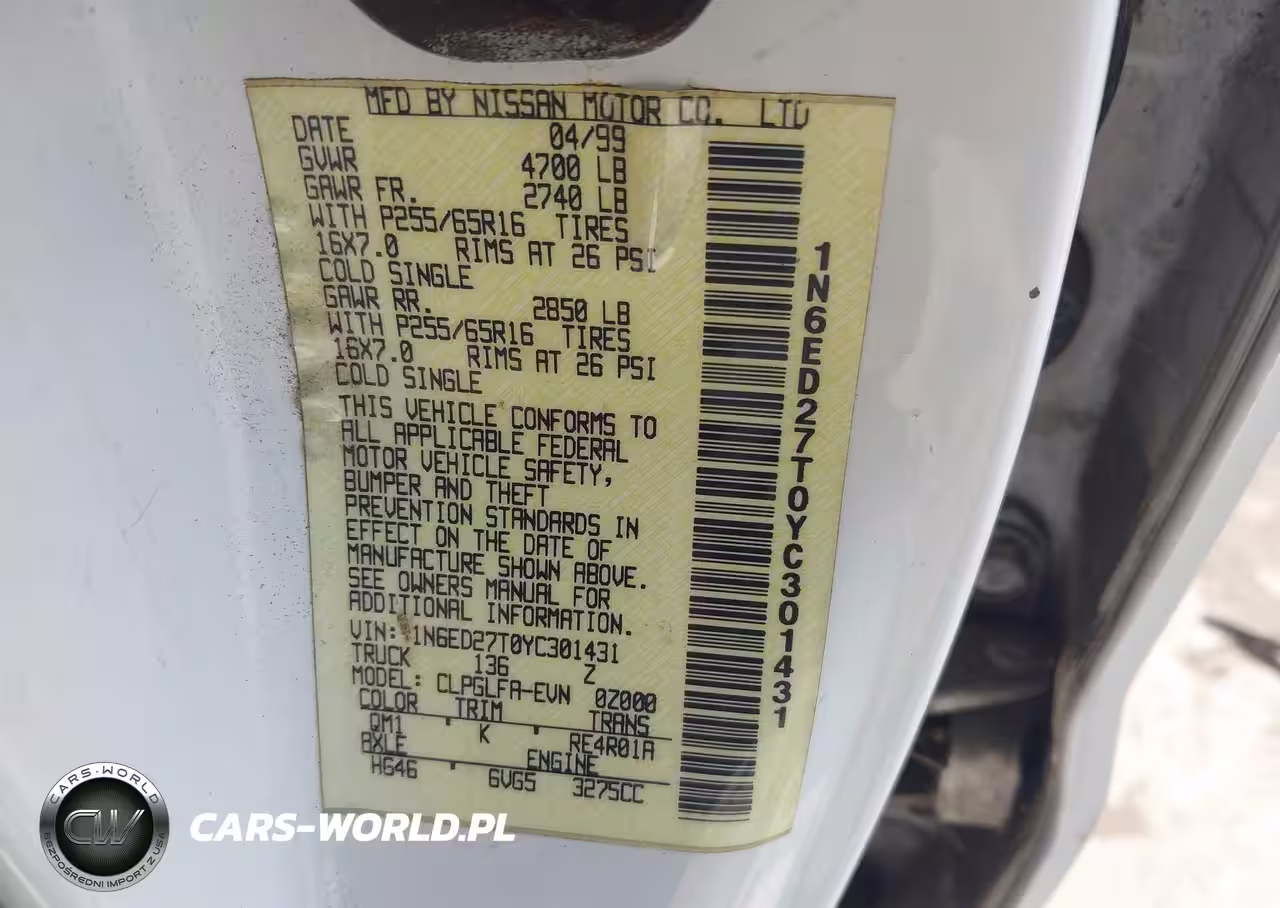 MFD BY NISSAN MOTOR CO. LTD
DATE 04/99
GVWR 4700 LB
GAWR FR. 2740 LB
WITH P255/65R16 TIRES
16X7.0 RIMS AT 26 PSI
COLD SINGLE
GAWR RR. 2850 LB
WITH P255/65R16 TIRES
16X7.0 RIMS AT 26 PSI
COLD SINGLE
THIS VEHICLE CONFORMS TO
ALL APPLICABLE FEDERAL
MOTOR VEHICLE SAFETY,
BUMPER AND THEFT
PREVENTION STANDARDS IN
EFFECT ON THE DATE OF
MANUFACTURE SHOWN ABOVE.
SEE OWNERS MANUAL FOR
ADDITIONAL INFORMATION.
VIN: 1N6ED27T0YC301431
TRUCK 136 Z
MODEL: CLPGLFA-EVN 0Z000
COLOR TRIM TRANS
QM1 K RE4R01A
AXLE ENGINE
HG46 6VG5 3275CC
1N6ED27T0YC301431
CARS-WORLD
CW
BEZPOŚREDNI IMPORT Z USA
CARS-WORLD.PL